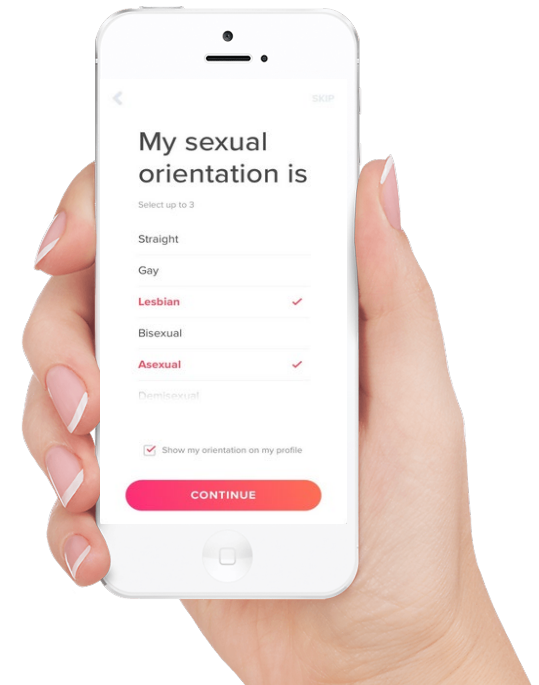 SKIP
My sexual
orientation is
Select up to 3
Straight
Gay
Lesbian
Bisexual
Asexual
Demisexual
Show my orientation on my profile
CONTINUE